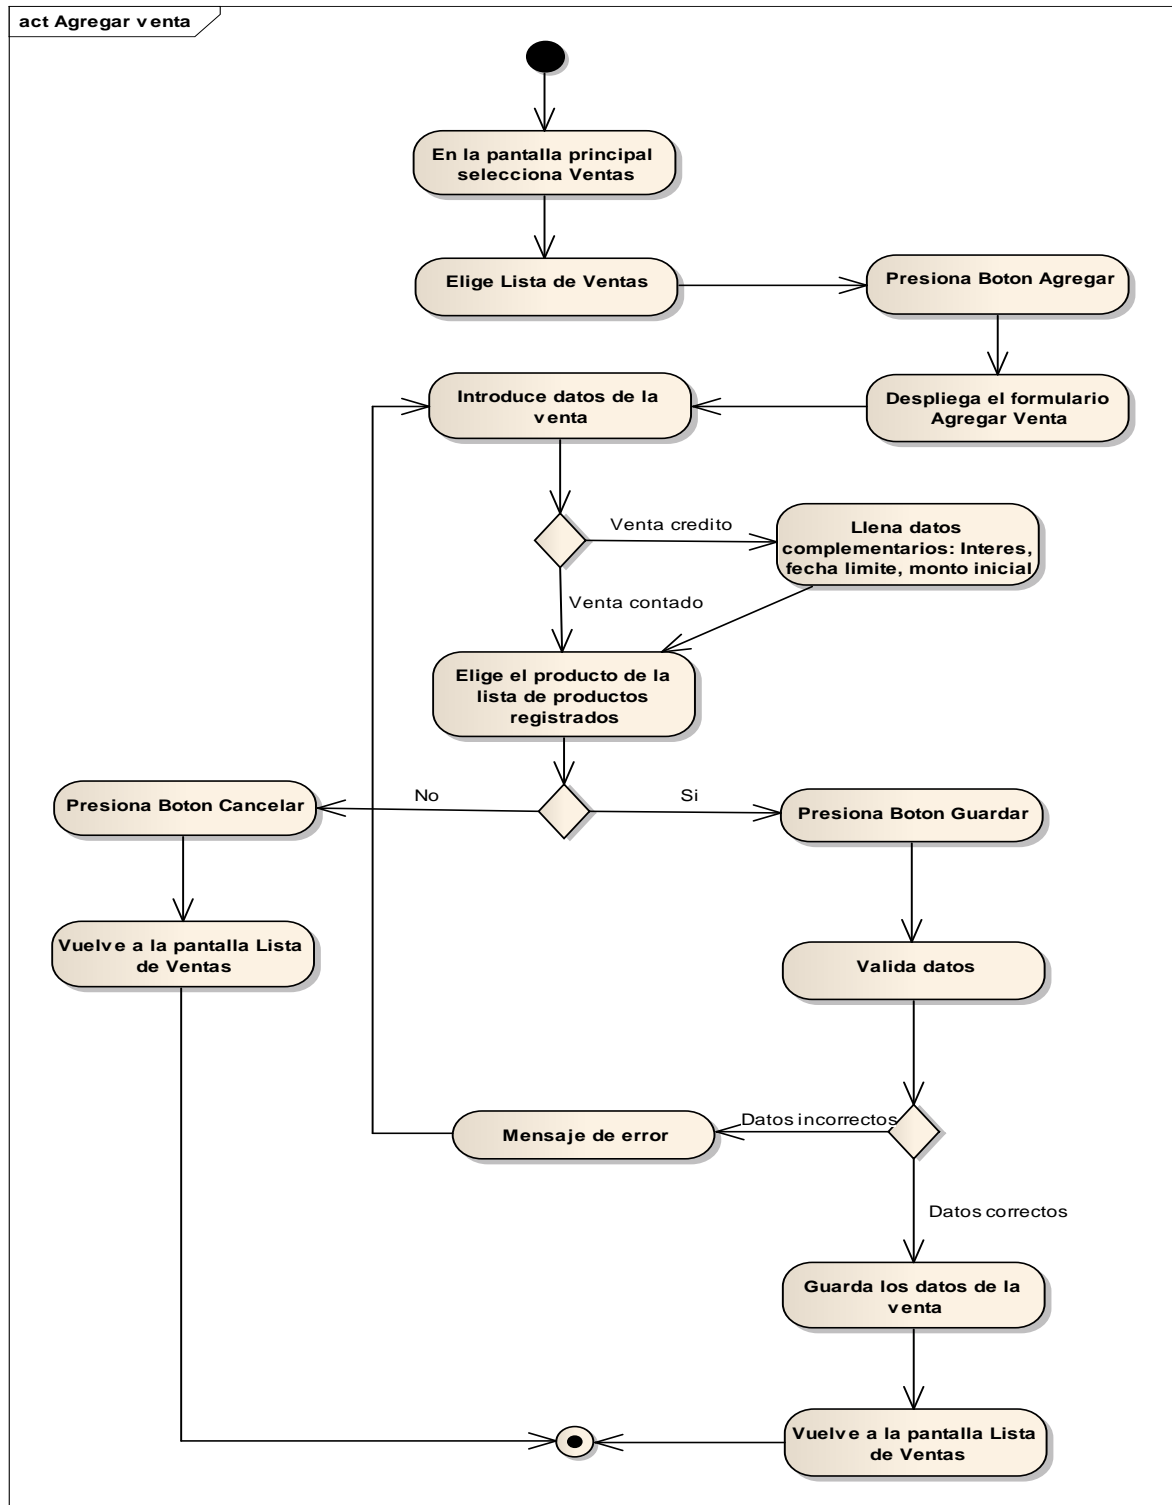 act Agregar venta
En la pantalla principal
selecciona Ventas
Elige Lista de Ventas
Presiona Boton Agregar
Despliega el formulario
Agregar Venta
Introduce datos de la
venta
Venta credito
Llena datos
complementarios: Interes,
fecha limite, monto inicial
Venta contado
Elige el producto de la
lista de productos
registrados
No
Si
Presiona Boton Cancelar
Presiona Boton Guardar
Vuelve a la pantalla Lista
de Ventas
Valida datos
Datos incorrectos
Mensaje de error
Datos correctos
Guarda los datos de la
venta
Vuelve a la pantalla Lista
de Ventas